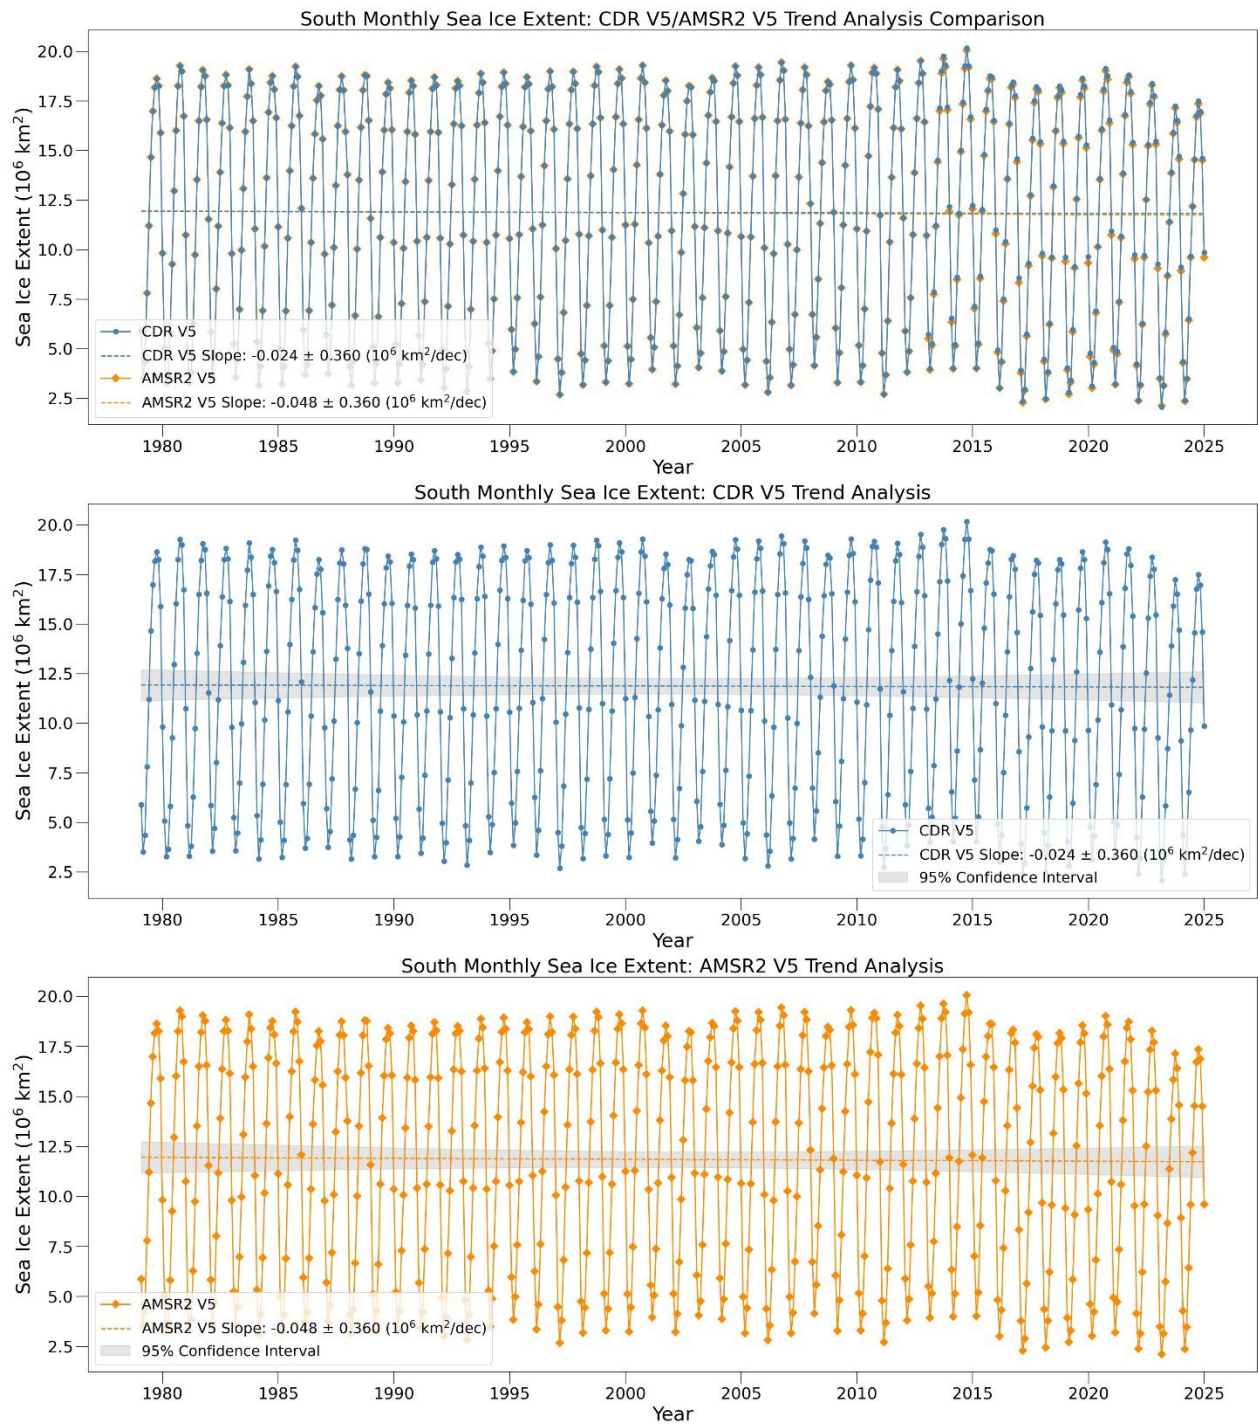 South Monthly Sea Ice Extent: CDR V5/AMSR2 V5 Trend Analysis Comparison
Sea Ice Extent (10⁶ km²)
20.0
17.5
15.0
12.5
10.0
7.5
5.0
2.5
CDR V5
CDR V5 Slope: -0.024 ± 0.360 (10⁶ km²/dec)
AMSR2 V5
AMSR2 V5 Slope: -0.048 ± 0.360 (10⁶ km²/dec)
1980 1985 1990 1995 2000 2005 2010 2015 2020 2025
Year
South Monthly Sea Ice Extent: CDR V5 Trend Analysis
Sea Ice Extent (10⁶ km²)
20.0
17.5
15.0
12.5
10.0
7.5
5.0
2.5
CDR V5
CDR V5 Slope: -0.024 ± 0.360 (10⁶ km²/dec)
95% Confidence Interval
1980 1985 1990 1995 2000 2005 2010 2015 2020 2025
Year
South Monthly Sea Ice Extent: AMSR2 V5 Trend Analysis
Sea Ice Extent (10⁶ km²)
20.0
17.5
15.0
12.5
10.0
7.5
5.0
2.5
AMSR2 V5
AMSR2 V5 Slope: -0.048 ± 0.360 (10⁶ km²/dec)
95% Confidence Interval
1980 1985 1990 1995 2000 2005 2010 2015 2020 2025
Year